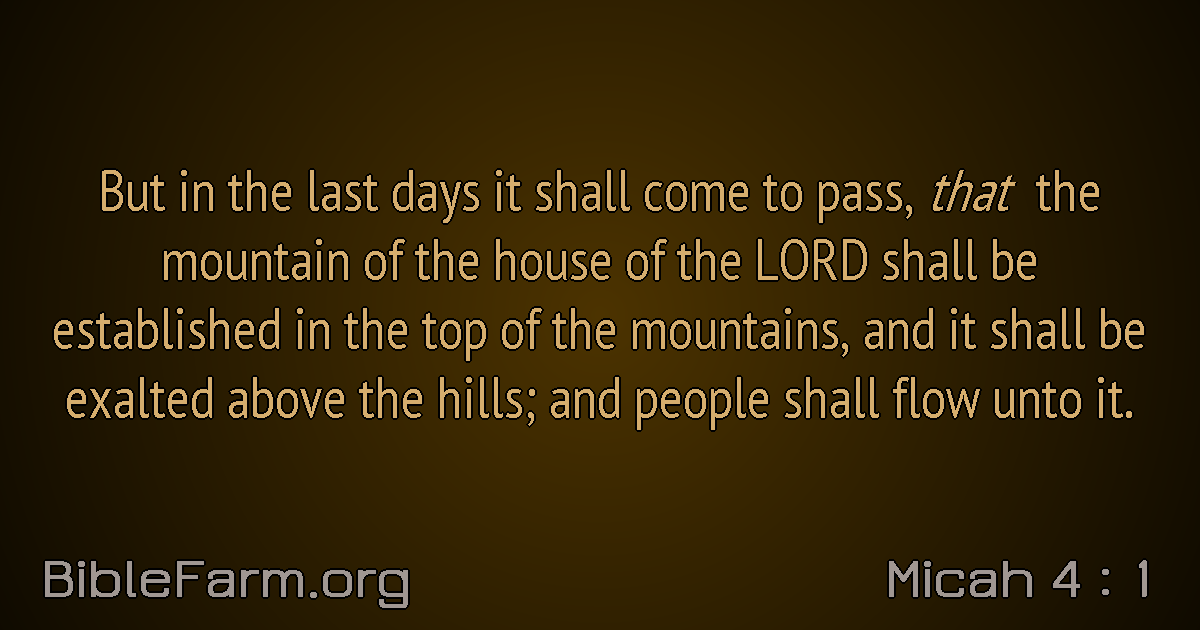 But in the last days it shall come to pass, that the
mountain of the house of the LORD shall be
established in the top of the mountains, and it shall be
exalted above the hills; and people shall flow unto it.
BibleFarm.org
Micah 4 : 1